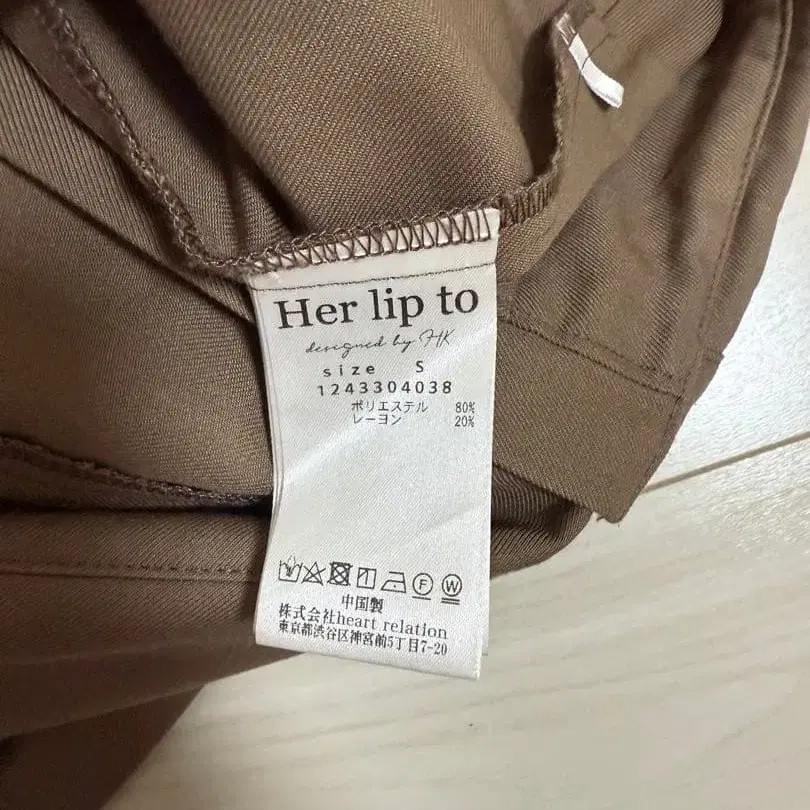 Her lip to
designed by HK
size S
1243304038
ポリエステル 80%
レーヨン 20%
F W
中国製
株式会社heart relation
東京都渋谷区神宮前5丁目7-20